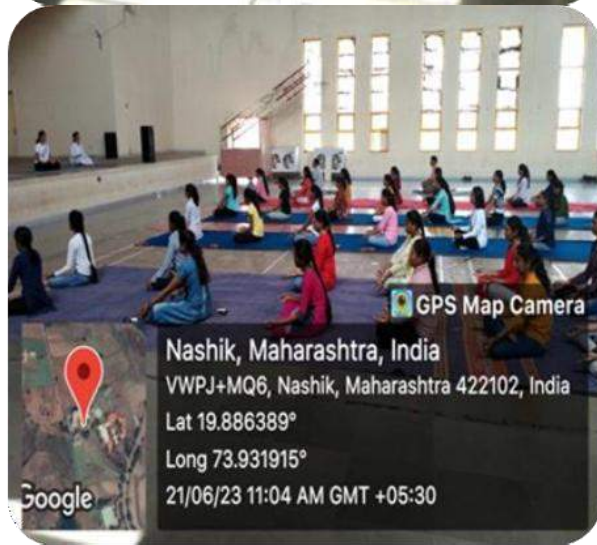 GPS Map Camera
Nashik, Maharashtra, India
VWPJ+MQ6, Nashik, Maharashtra 422102, India
Lat 19.886389°
Long 73.931915°
21/06/23 11:04 AM GMT +05:30
Google